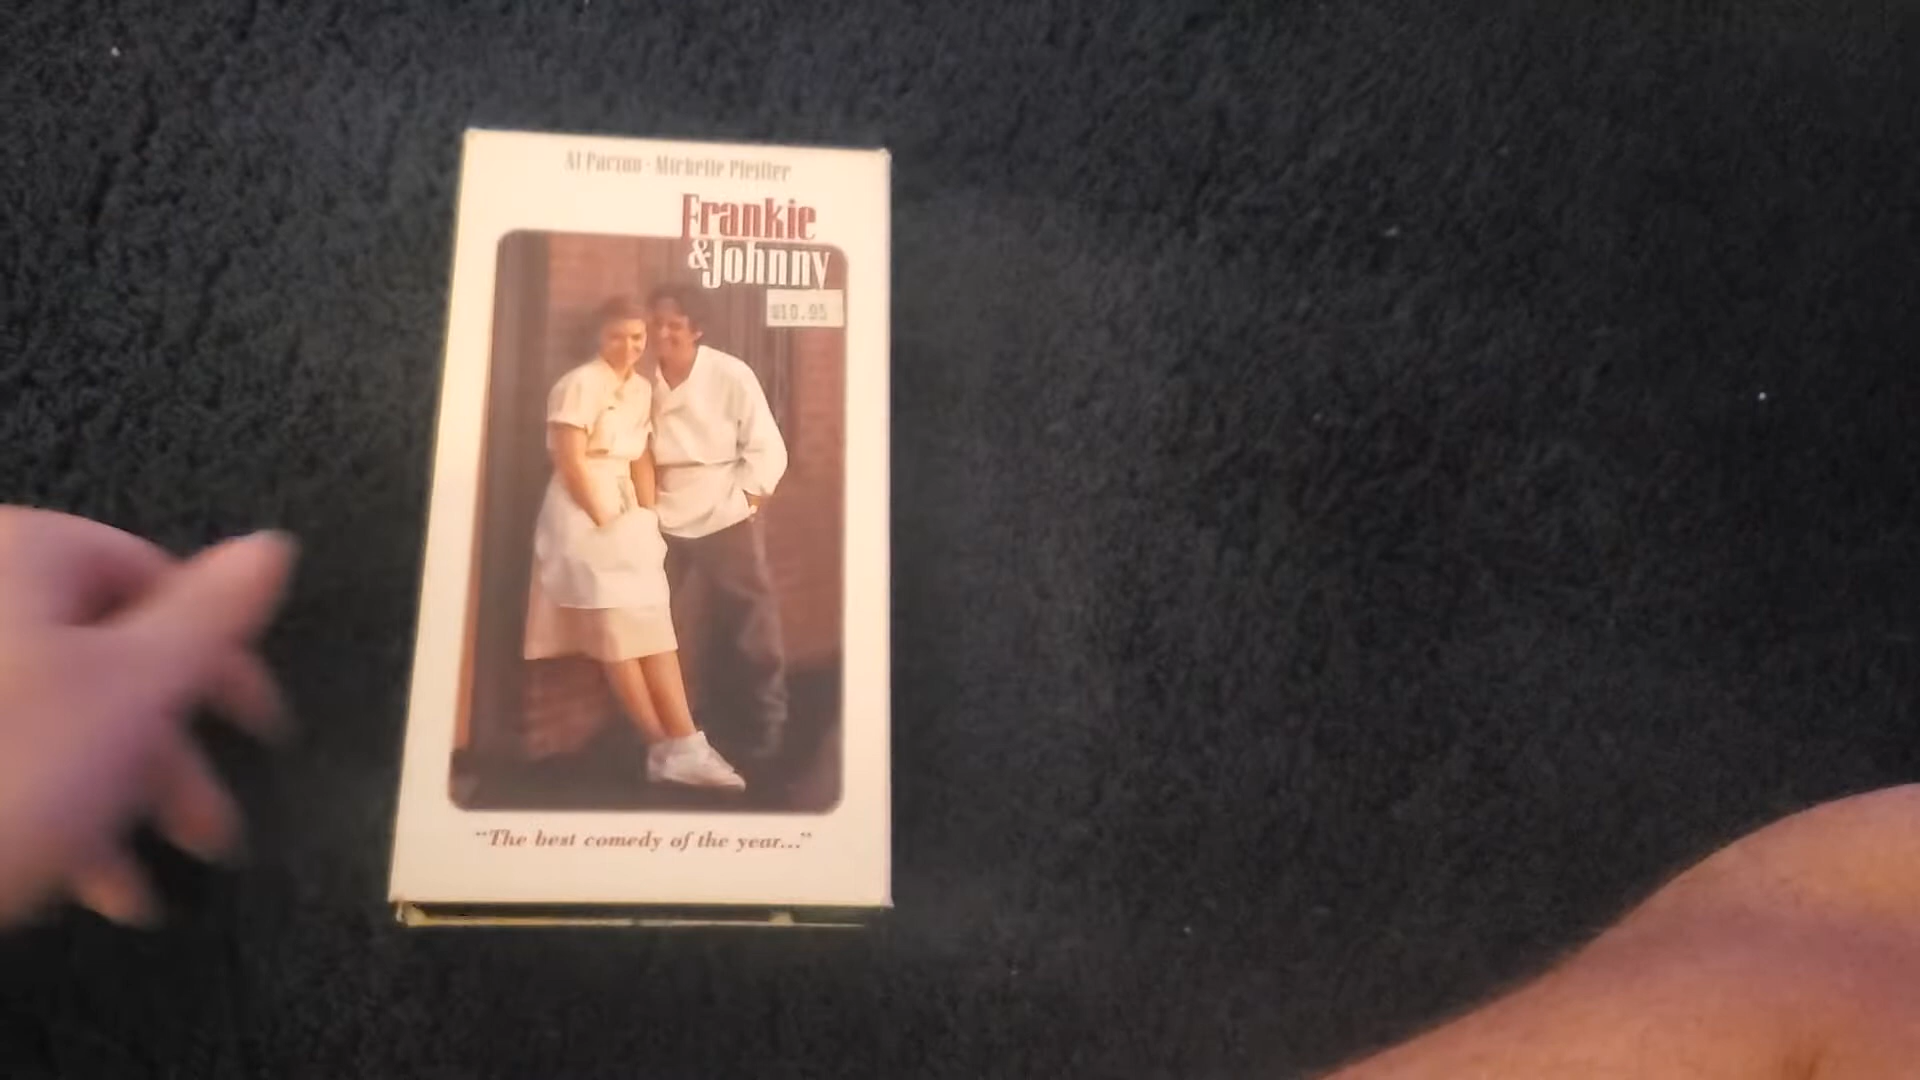 Al Pacino · Michelle Pfeiffer
Frankie
& Johnny
$10.95
"The best comedy of the year..."